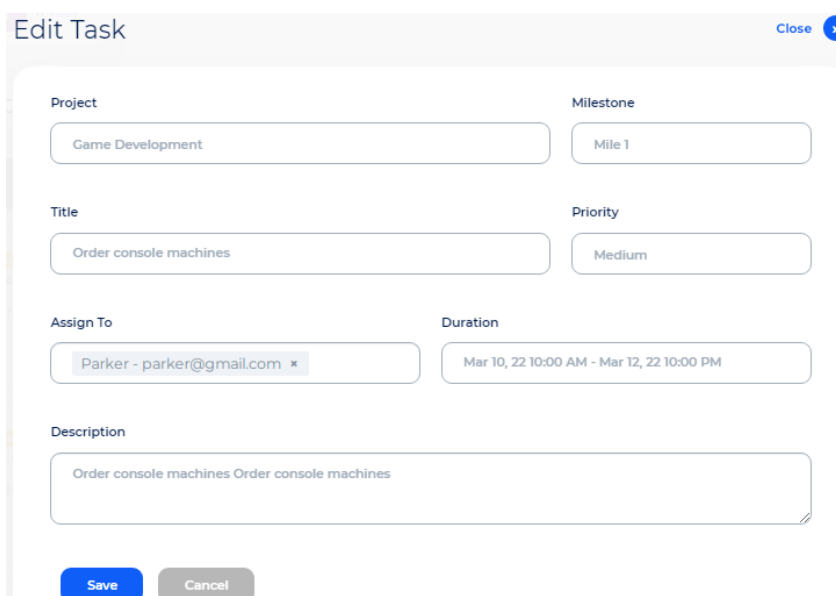 Edit Task
Close
Project
Milestone
Game Development
Mile 1
Title
Priority
Order console machines
Medium
Assign To
Duration
Parker - parker@gmail.com ×
Mar 10, 22 10:00 AM - Mar 12, 22 10:00 PM
Description
Order console machines Order console machines
Save
Cancel